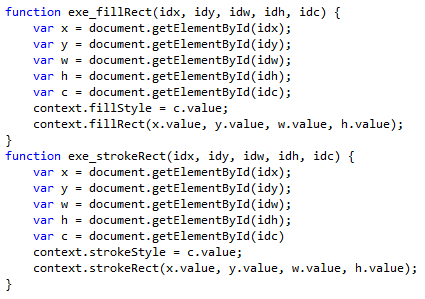 function exe_fillRect(idx, idy, idw, idh, idc) {
    var x = document.getElementById(idx);
    var y = document.getElementById(idy);
    var w = document.getElementById(idw);
    var h = document.getElementById(idh);
    var c = document.getElementById(idc);
    context.fillStyle = c.value;
    context.fillRect(x.value, y.value, w.value, h.value);
}
function exe_strokeRect(idx, idy, idw, idh, idc) {
    var x = document.getElementById(idx);
    var y = document.getElementById(idy);
    var w = document.getElementById(idw);
    var h = document.getElementById(idh);
    var c = document.getElementById(idc)
    context.strokeStyle = c.value;
    context.strokeRect(x.value, y.value, w.value, h.value);
}